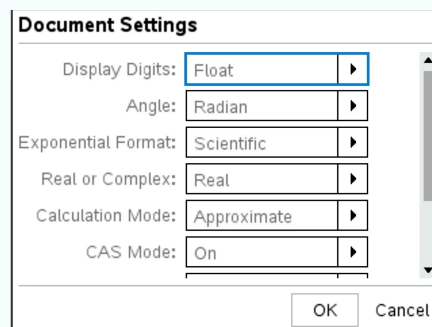 Document Settings
Display Digits: Float
Angle: Radian
Exponential Format: Scientific
Real or Complex: Real
Calculation Mode: Approximate
CAS Mode: On
OK Cancel